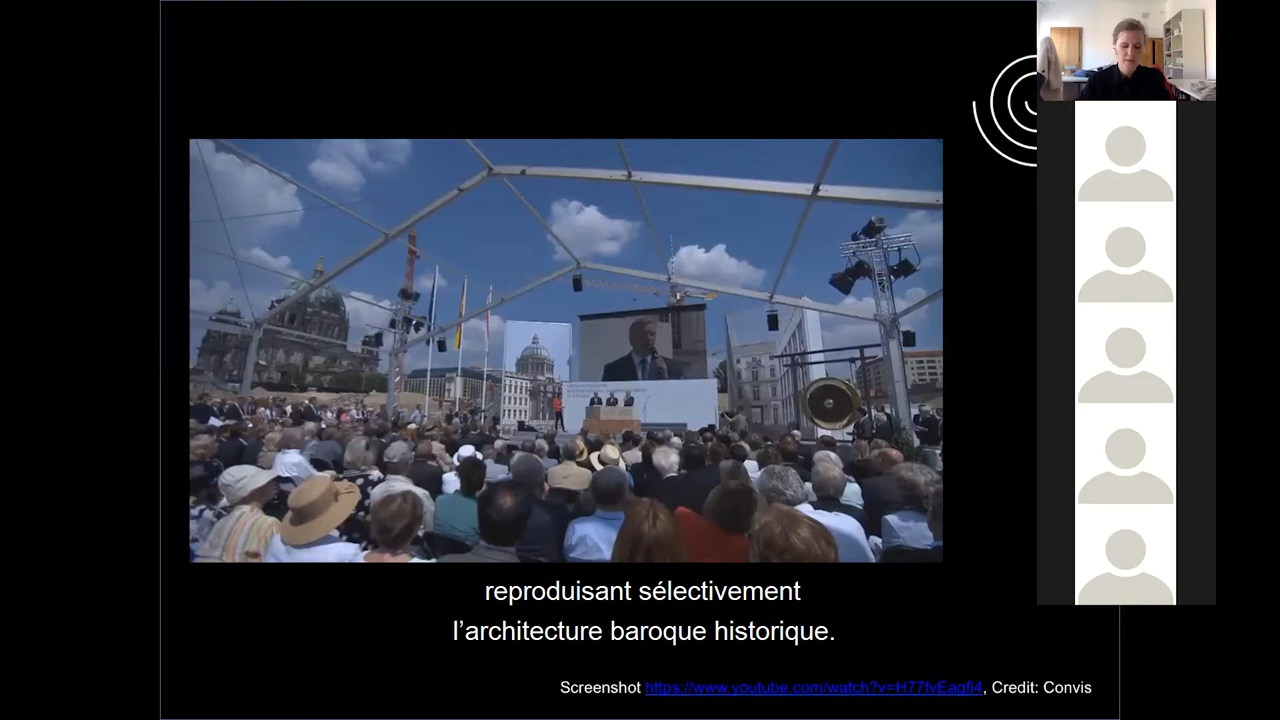 reproduisant sélectivement
l’architecture baroque historique.
Screenshot https://www.youtube.com/watch?v=H77fvEagfi4, Credit: Convis